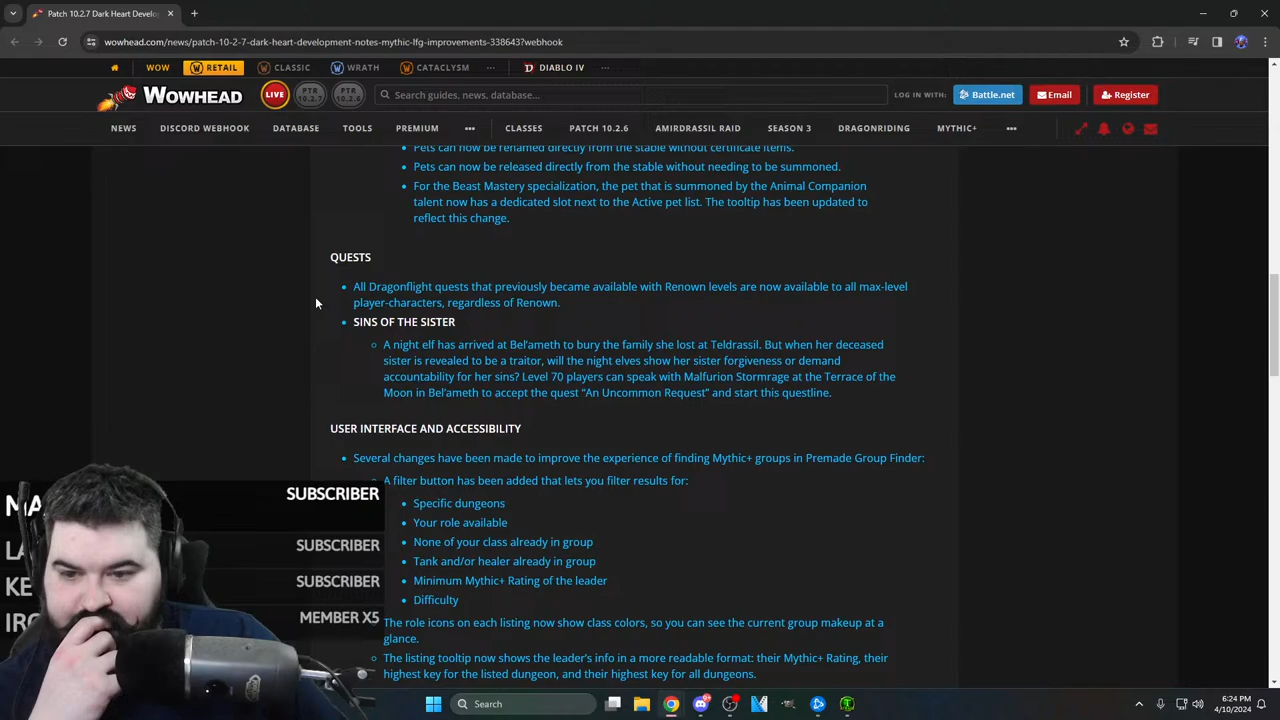 Patch 10.2.7 Dark Heart Develo
wowhead.com/news/patch-10-2-7-dark-heart-development-notes-mythic-lfg-improvements-338643?webhook
WOW RETAIL CLASSIC WRATH CATACLYSM ... DIABLO IV ...
WOWHEAD LIVE PTR 10.2.7 PTR 10.2.6 Search guides, news, database... LOG IN WITH: Battle.net Email Register
NEWS DISCORD WEBHOOK DATABASE TOOLS PREMIUM ... CLASSES PATCH 10.2.6 AMIRDRASSIL RAID SEASON 3 DRAGONRIDING MYTHIC+ ...
Pets can now be renamed directly from the stable without certificate items.
Pets can now be released directly from the stable without needing to be summoned.
For the Beast Mastery specialization, the pet that is summoned by the Animal Companion
talent now has a dedicated slot next to the Active pet list. The tooltip has been updated to
reflect this change.
QUESTS
All Dragonflight quests that previously became available with Renown levels are now available to all max-level
player-characters, regardless of Renown.
SINS OF THE SISTER
A night elf has arrived at Bel'ameth to bury the family she lost at Teldrassil. But when her deceased
sister is revealed to be a traitor, will the night elves show her sister forgiveness or demand
accountability for her sins? Level 70 players can speak with Malfurion Stormrage at the Terrace of the
Moon in Bel'ameth to accept the quest “An Uncommon Request” and start this questline.
USER INTERFACE AND ACCESSIBILITY
Several changes have been made to improve the experience of finding Mythic+ groups in Premade Group Finder:
A filter button has been added that lets you filter results for:
Specific dungeons
Your role available
None of your class already in group
Tank and/or healer already in group
Minimum Mythic+ Rating of the leader
Difficulty
The role icons on each listing now show class colors, so you can see the current group makeup at a
glance.
The listing tooltip now shows the leader's info in a more readable format: their Mythic+ Rating, their
highest key for the listed dungeon, and their highest key for all dungeons.
SUBSCRIBER
SUBSCRIBER
SUBSCRIBER
MEMBER X5
Search
6:24 PM
4/10/2024